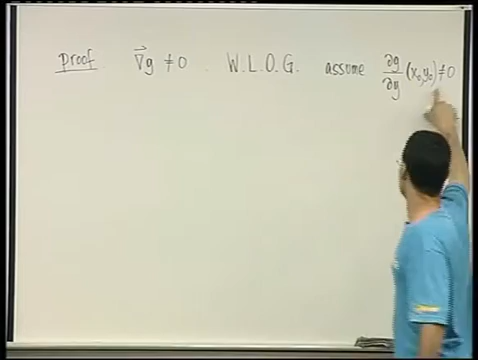 proof. ∇⃗g ≠ 0 . W.L.O.G. assume ∂g/∂y (x₀,y₀) ≠ 0